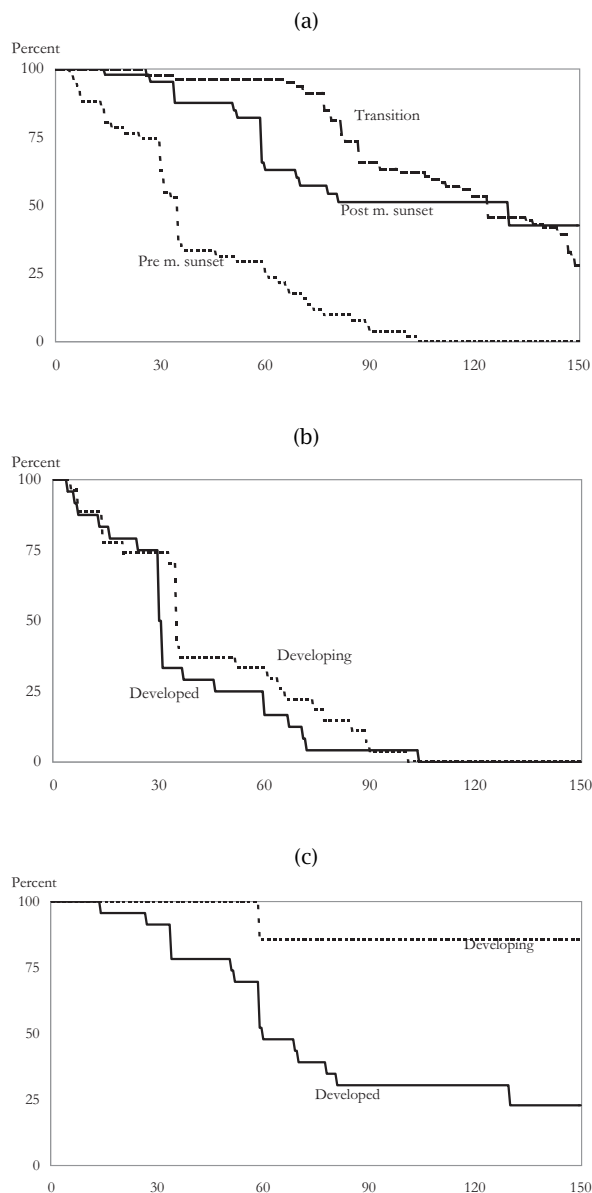 (a)
Percent
100
Transition
75
50
Post m. sunset
Pre m. sunset
25
0
0 30 60 90 120 150
(b)
Percent
100
75
50
Developing
Developed
25
0
0 30 60 90 120 150
(c)
Percent
100
Developing
75
50
Developed
25
0
0 30 60 90 120 150